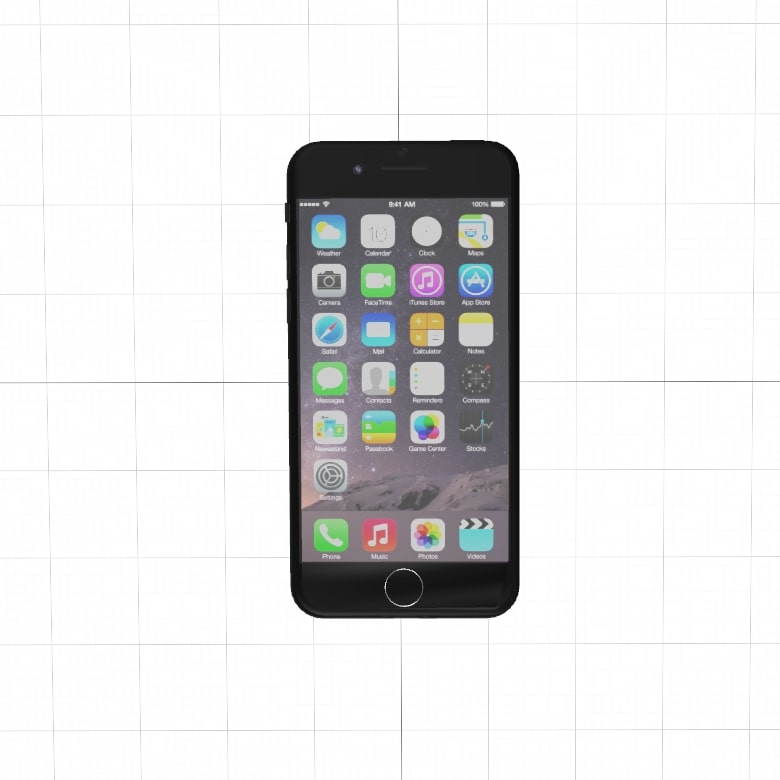 9:41 AM 100%
10
Weather Calendar Clock Maps
Camera FaceTime iTunes Store App Store
Safari Mail Calculator Notes
Messages Contacts Reminders Compass
Newsstand Passbook Game Center Stocks
Settings
Phone Music Photos Videos